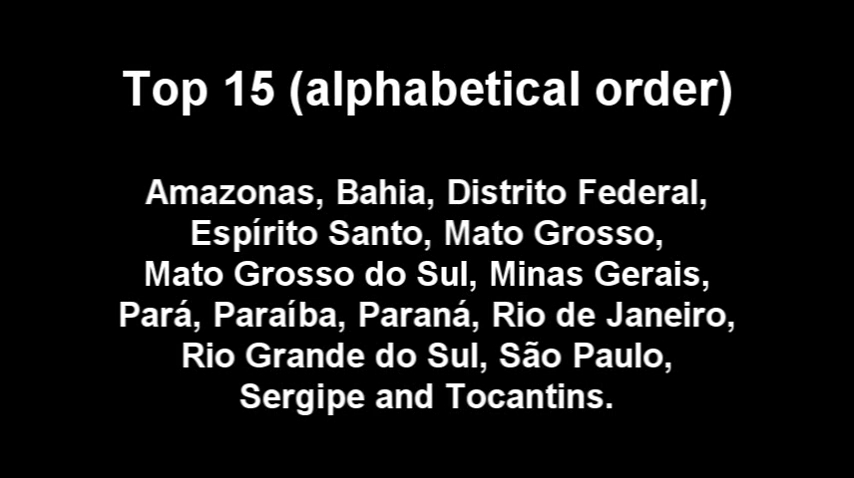 Top 15 (alphabetical order)
Amazonas, Bahia, Distrito Federal,
Espírito Santo, Mato Grosso,
Mato Grosso do Sul, Minas Gerais,
Pará, Paraíba, Paraná, Rio de Janeiro,
Rio Grande do Sul, São Paulo,
Sergipe and Tocantins.